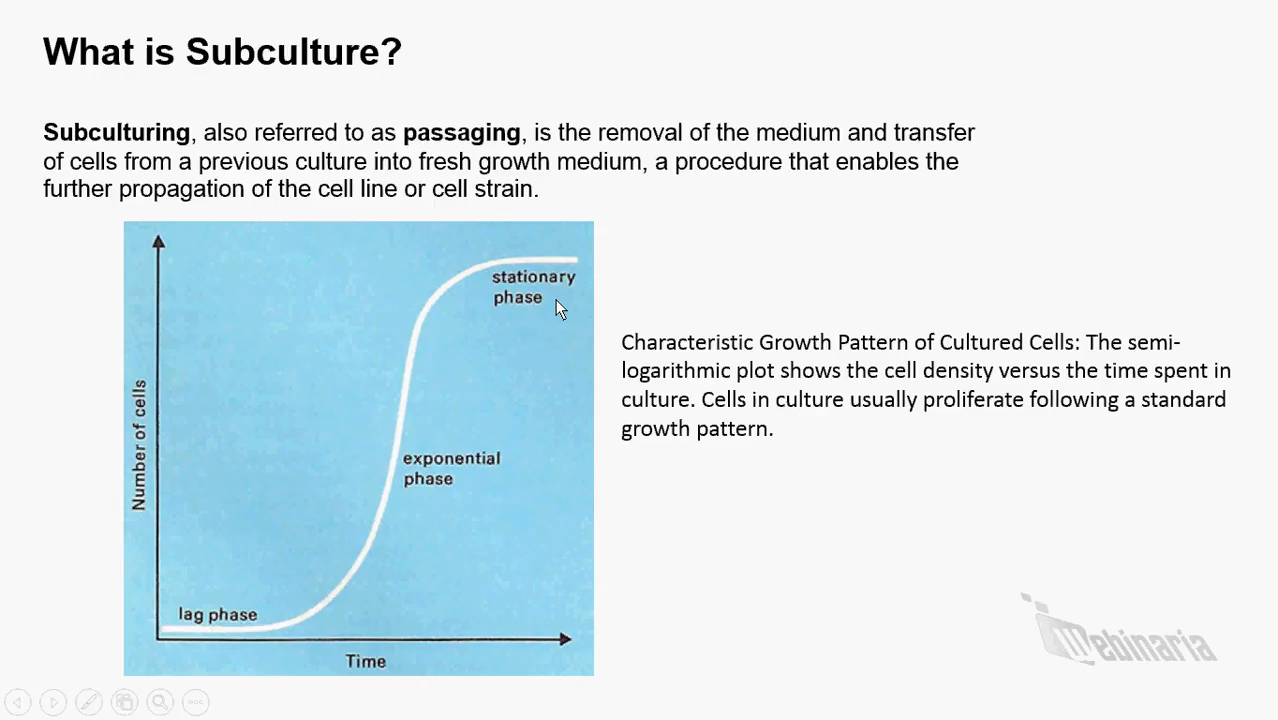 What is Subculture?
Subculturing, also referred to as passaging, is the removal of the medium and transfer
of cells from a previous culture into fresh growth medium, a procedure that enables the
further propagation of the cell line or cell strain.
stationary
phase
exponential
phase
lag phase
Number of cells
Time
Characteristic Growth Pattern of Cultured Cells: The semi-
logarithmic plot shows the cell density versus the time spent in
culture. Cells in culture usually proliferate following a standard
growth pattern.
Webinaria